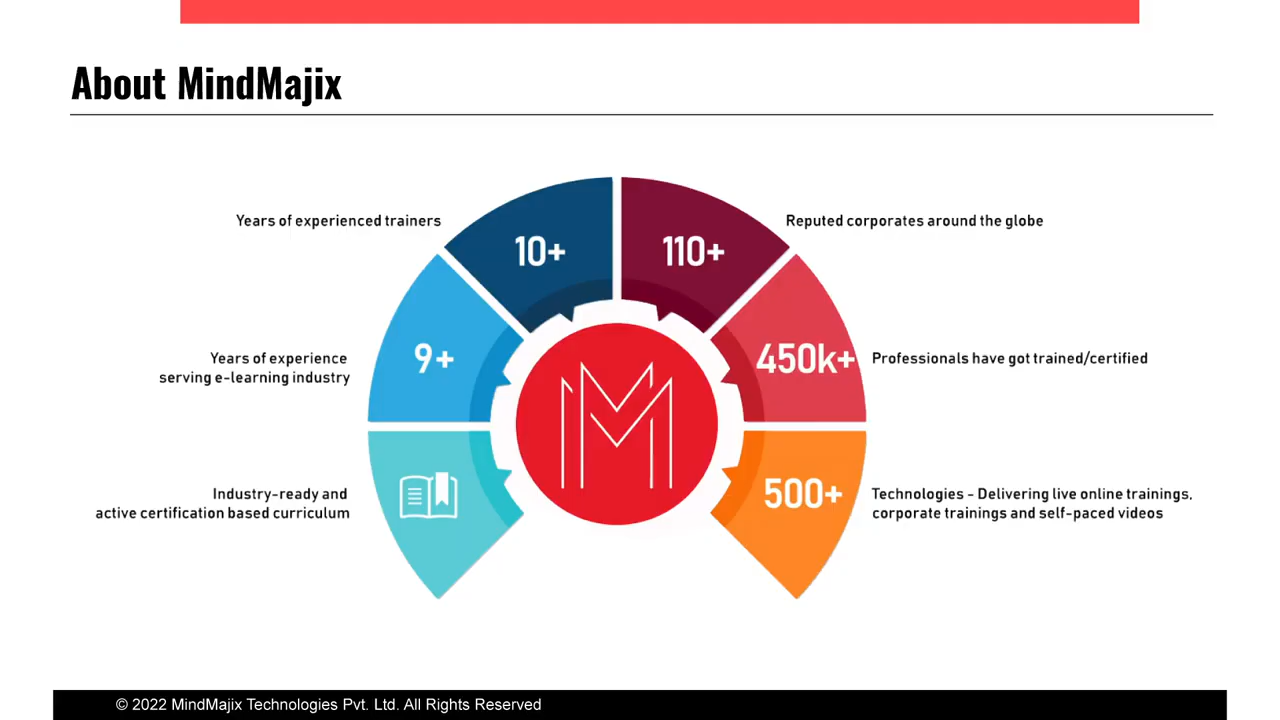 About MindMajix
Years of experienced trainers
10+
110+
Reputed corporates around the globe
Years of experience
serving e-learning industry
9+
450k+
Professionals have got trained/certified
Industry-ready and
active certification based curriculum
500+
Technologies - Delivering live online trainings,
corporate trainings and self-paced videos
© 2022 MindMajix Technologies Pvt. Ltd. All Rights Reserved